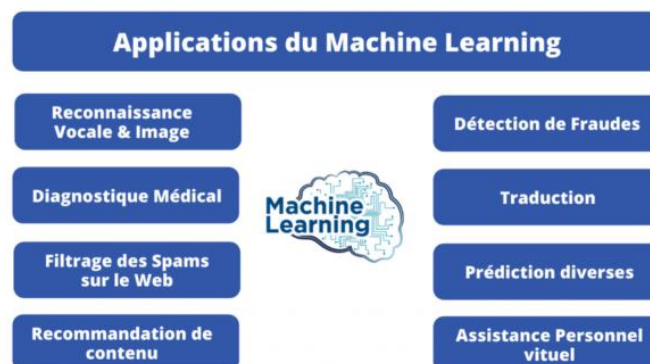 Applications du Machine Learning
Reconnaissance
Vocale & Image
Diagnostique Médical
Filtrage des Spams
sur le Web
Recommandation de
contenu
Machine
Learning
Détection de Fraudes
Traduction
Prédiction diverses
Assistance Personnel
vituel